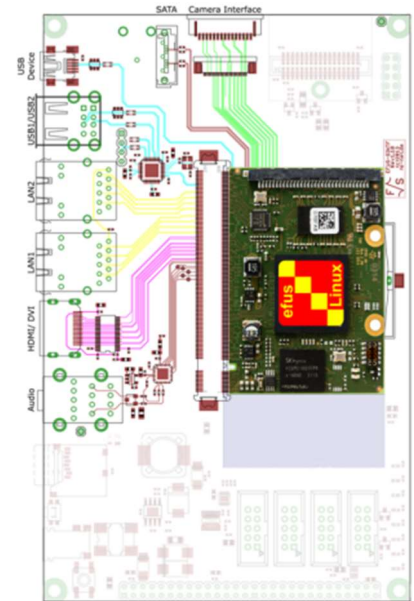 SATA
Camera Interface
USB
Device
USB1/USB2
LAN2
LAN1
HDMI/ DVI
Audio
efus
Linux